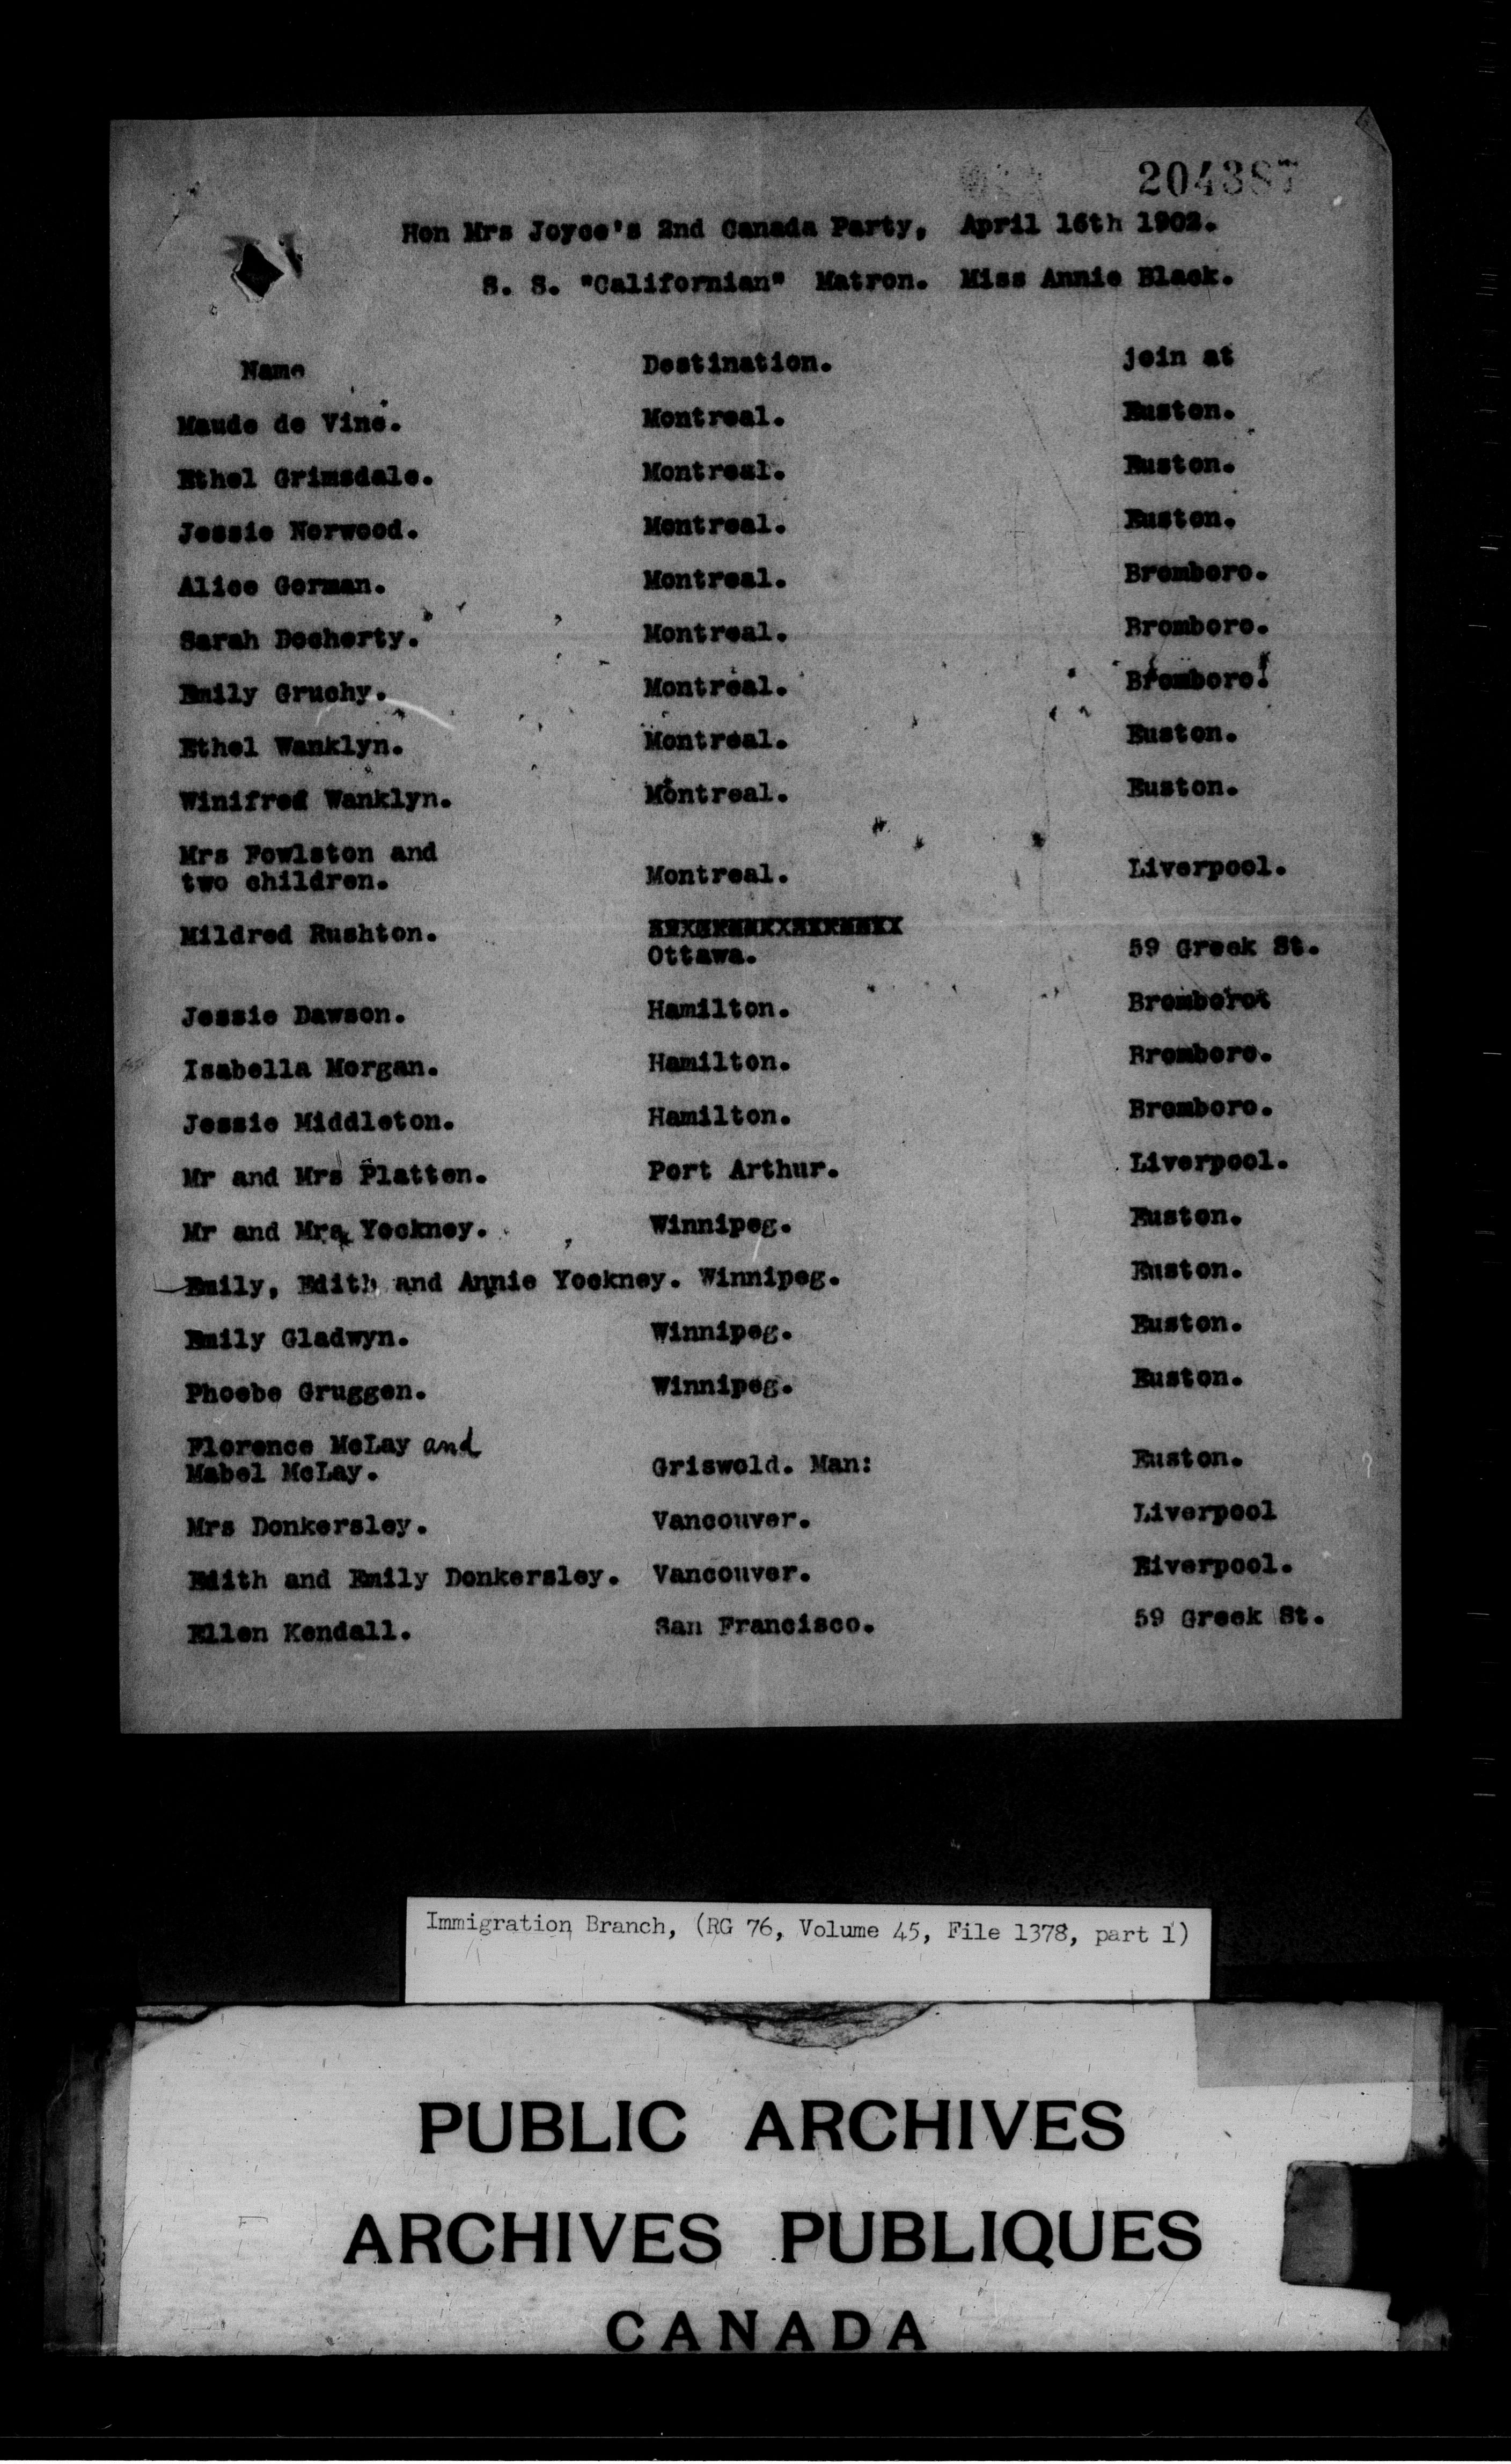 204387
Hon Mrs Joyce's 2nd Canada Party, April 16th 1902.
S. S. "Californian" Matron. Miss Annie Black.
Name Destination. join at
Maude de Vine. Montreal. Euston.
Ethel Grimsdale. Montreal. Euston.
Jessie Norwood. Montreal. Euston.
Alice Gorman. Montreal. Bromboro.
Sarah Docherty. Montreal. Bromboro.
Emily Gruchy. Montreal. Bromboro.
Ethel Wanklyn. Montreal. Euston.
Winifred Wanklyn. Montreal. Euston.
Mrs Fowlston and
two children. Montreal. Liverpool.
Mildred Rushton.
Ottawa. 59 Greek St.
Jessie Dawson. Hamilton. Bromborot
Isabella Morgan. Hamilton. Bromboro.
Jessie Middleton. Hamilton. Bromboro.
Mr and Mrs Platten. Port Arthur. Liverpool.
Mr and Mrs Yockney. Winnipeg. Euston.
Emily, Edith and Annie Yockney. Winnipeg. Euston.
Emily Gladwyn. Winnipeg. Euston.
Phoebe Gruggen. Winnipeg. Euston.
Florence McLay and
Mabel McLay. Griswold. Man: Euston.
Mrs Donkersley. Vancouver. Liverpool
Edith and Emily Donkersley. Vancouver. Liverpool.
Ellen Kendall. San Francisco. 59 Greek St.
Immigration Branch, (RG 76, Volume 45, File 1378, part 1)
PUBLIC ARCHIVES
ARCHIVES PUBLIQUES
CANADA